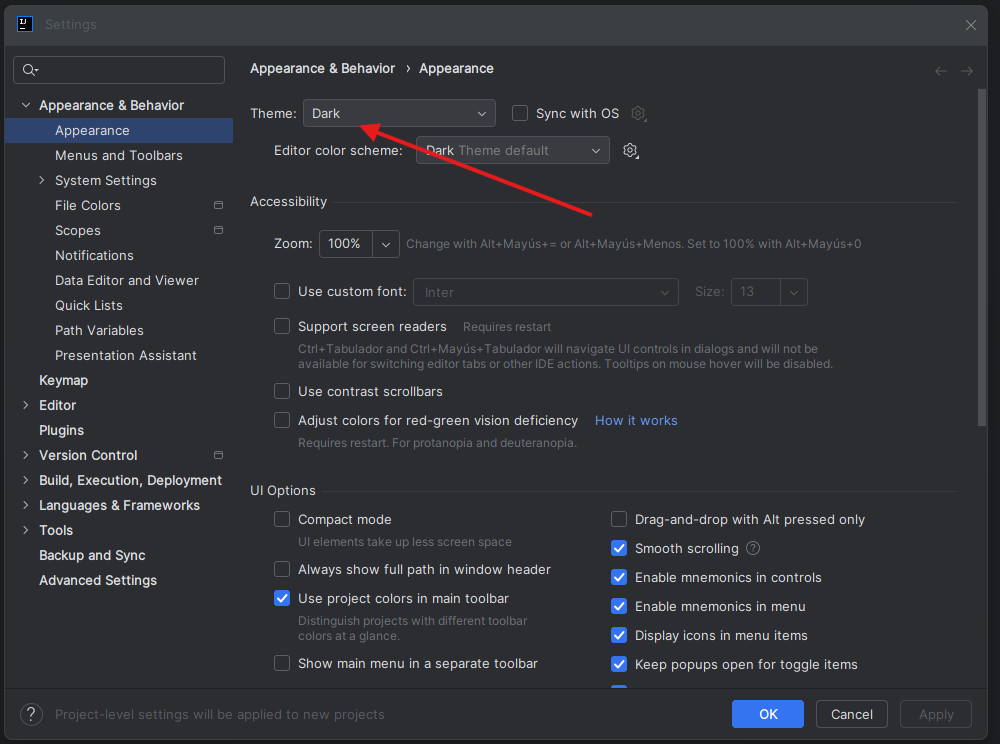 IJ
Settings
Appearance & Behavior
Appearance
Menus and Toolbars
System Settings
File Colors
Scopes
Notifications
Data Editor and Viewer
Quick Lists
Path Variables
Presentation Assistant
Keymap
Editor
Plugins
Version Control
Build, Execution, Deployment
Languages & Frameworks
Tools
Backup and Sync
Advanced Settings
Appearance & Behavior › Appearance
Theme: Dark Sync with OS
Editor color scheme: Dark Theme default
Accessibility
Zoom: 100% Change with Alt+Mayús+= or Alt+Mayús+Menos. Set to 100% with Alt+Mayús+0
Use custom font: Inter Size: 13
Support screen readers Requires restart
Ctrl+Tabulador and Ctrl+Mayús+Tabulador will navigate UI controls in dialogs and will not be
available for switching editor tabs or other IDE actions. Tooltips on mouse hover will be disabled.
Use contrast scrollbars
Adjust colors for red-green vision deficiency How it works
Requires restart. For protanopia and deuteranopia.
UI Options
Compact mode
UI elements take up less screen space
Always show full path in window header
Use project colors in main toolbar
Distinguish projects with different toolbar
colors at a glance.
Show main menu in a separate toolbar
Drag-and-drop with Alt pressed only
Smooth scrolling ?
Enable mnemonics in controls
Enable mnemonics in menu
Display icons in menu items
Keep popups open for toggle items
? Project-level settings will be applied to new projects
OK Cancel Apply